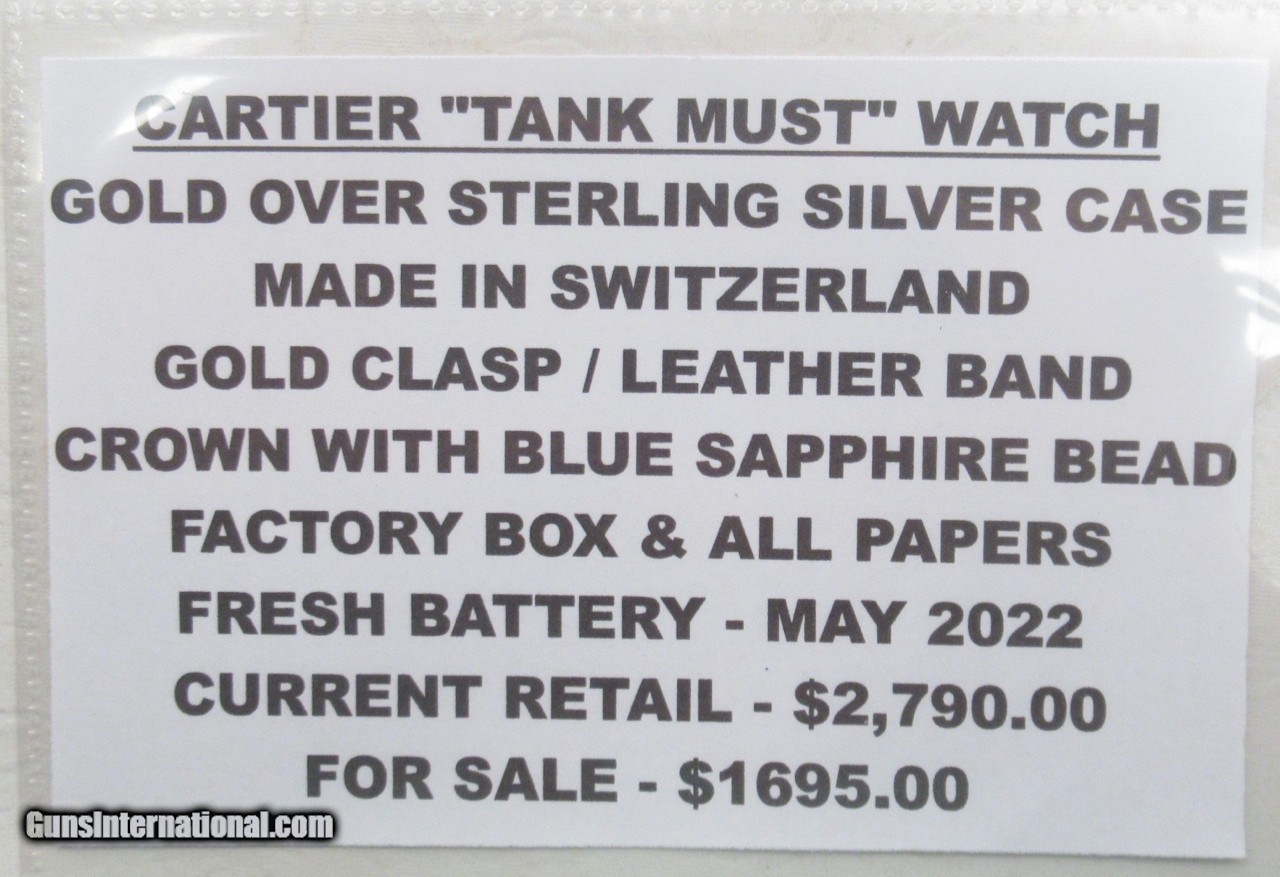 CARTIER "TANK MUST" WATCH
GOLD OVER STERLING SILVER CASE
MADE IN SWITZERLAND
GOLD CLASP / LEATHER BAND
CROWN WITH BLUE SAPPHIRE BEAD
FACTORY BOX & ALL PAPERS
FRESH BATTERY - MAY 2022
CURRENT RETAIL - $2,790.00
FOR SALE - $1695.00
GunsInternational.com